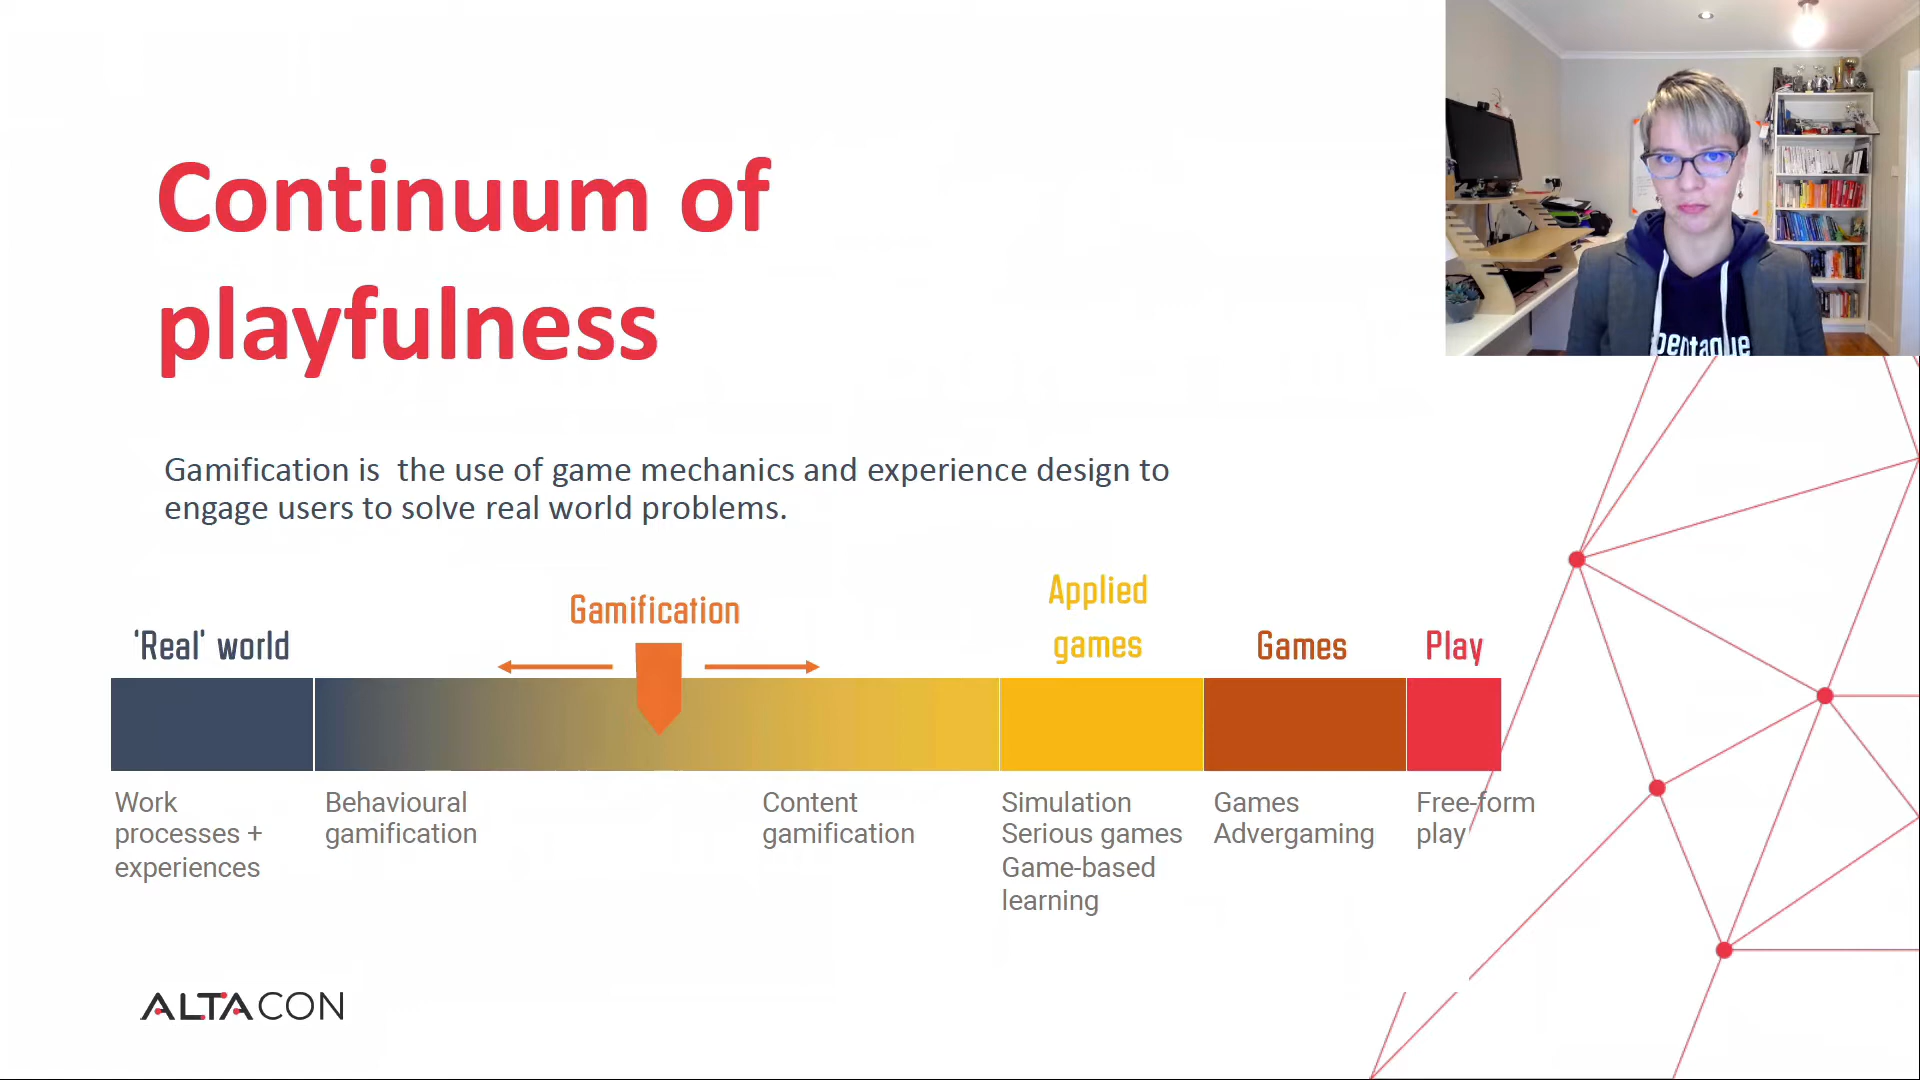 Continuum of
playfulness
Gamification is  the use of game mechanics and experience design to
engage users to solve real world problems.
‘Real’ world
Gamification
Applied
games
Games
Play
Work
processes +
experiences
Behavioural
gamification
Content
gamification
Simulation
Serious games
Game-based
learning
Games
Advergaming
Free-form
play
ALTACON
pentaque